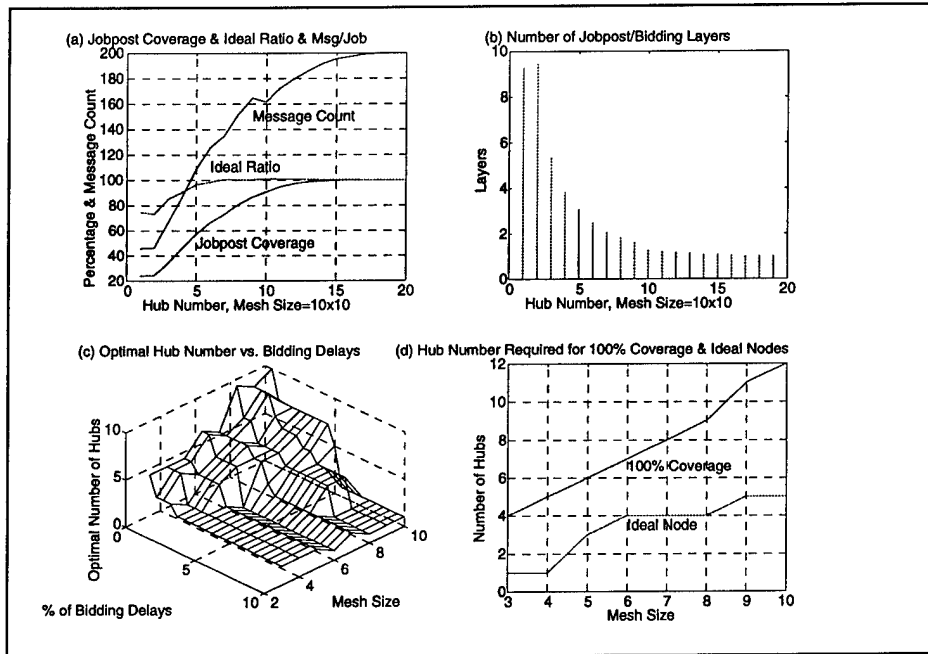 (a) Jobpost Coverage & Ideal Ratio & Msg/Job
Percentage & Message Count
200
180
160
140
120
100
80
60
40
20
Message Count
Ideal Ratio
Jobpost Coverage
0
5
10
15
20
Hub Number, Mesh Size=10x10
(b) Number of Jobpost/Bidding Layers
Layers
10
8
6
4
2
0
0
5
10
15
20
Hub Number, Mesh Size=10x10
(c) Optimal Hub Number vs. Bidding Delays
Optimal Number of Hubs
10
5
0
0
5
10
% of Bidding Delays
2
4
6
8
10
Mesh Size
(d) Hub Number Required for 100% Coverage & Ideal Nodes
Number of Hubs
12
10
8
6
4
2
0
100% Coverage
Ideal Node
3
4
5
6
7
8
9
10
Mesh Size